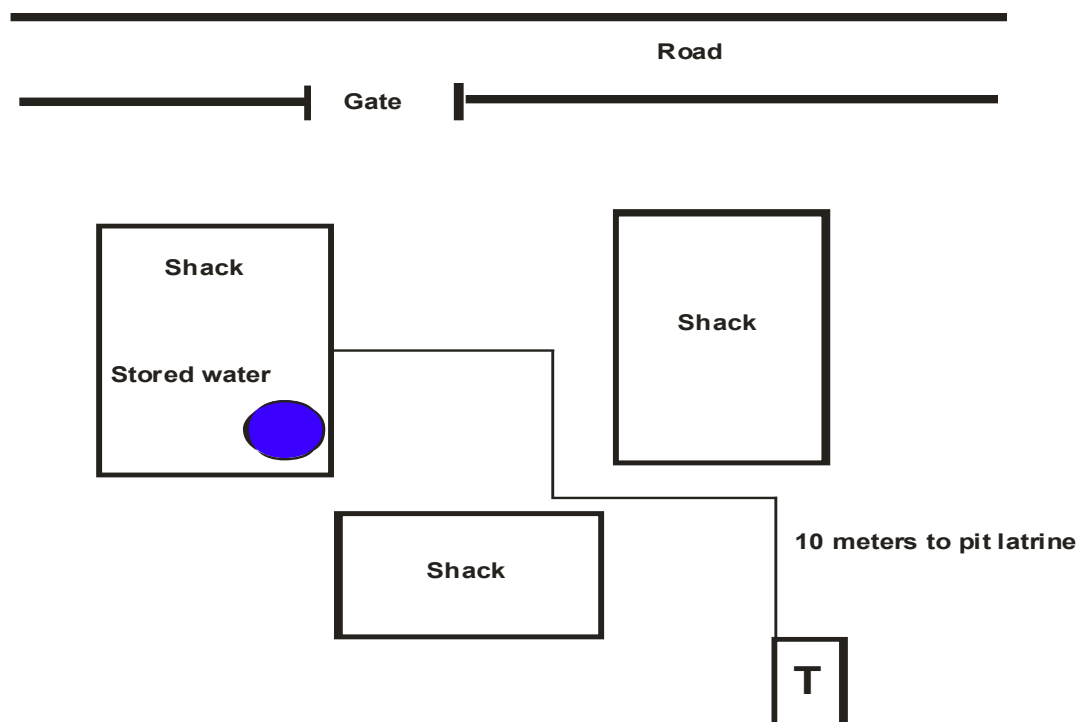 Road
Gate
Shack
Shack
Stored water
10 meters to pit latrine
Shack
T